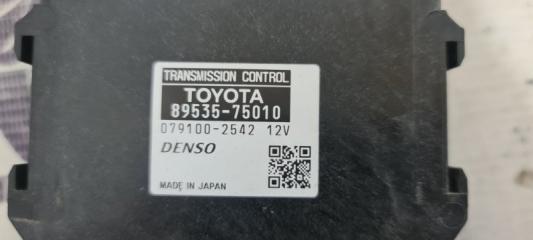 TRANSMISSION CONTROL
TOYOTA
89535-75010
079100-2542 12V
DENSO
MADE IN JAPAN